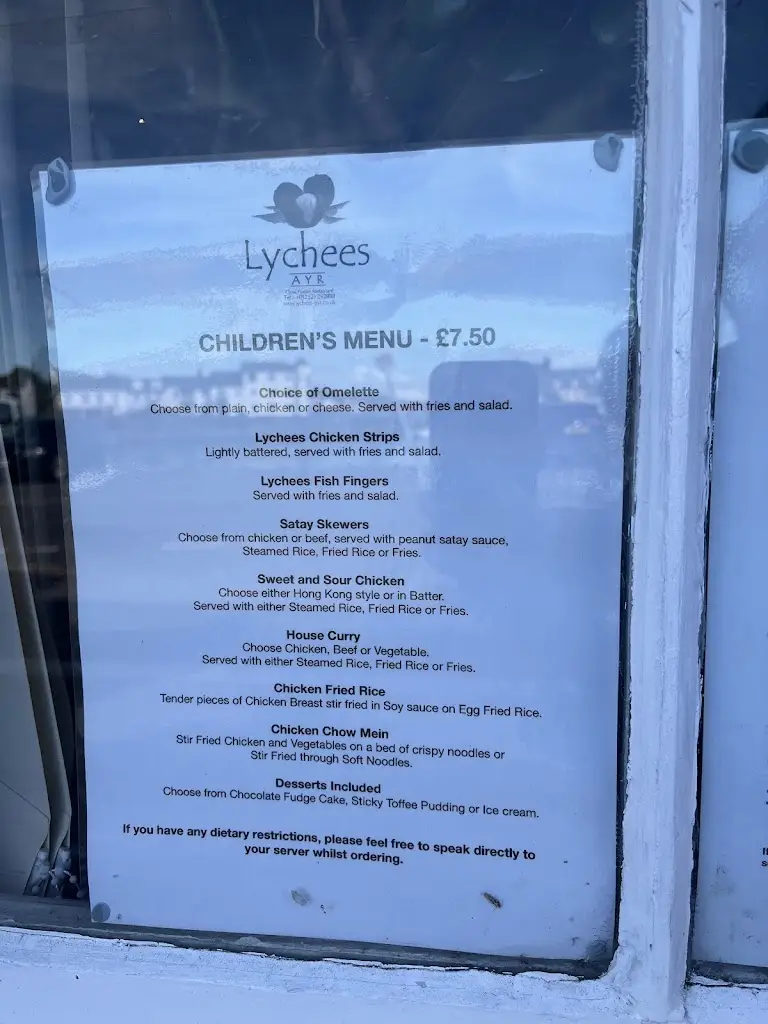 Lychees
AYR
CHILDREN'S MENU - £7.50
Choice of Omelette
Choose from plain, chicken or cheese. Served with fries and salad.
Lychees Chicken Strips
Lightly battered, served with fries and salad.
Lychees Fish Fingers
Served with fries and salad.
Satay Skewers
Choose from chicken or beef, served with peanut satay sauce,
Steamed Rice, Fried Rice or Fries.
Sweet and Sour Chicken
Choose either Hong Kong style or in Batter.
Served with either Steamed Rice, Fried Rice or Fries.
House Curry
Choose Chicken, Beef or Vegetable.
Served with either Steamed Rice, Fried Rice or Fries.
Chicken Fried Rice
Tender pieces of Chicken Breast stir fried in Soy sauce on Egg Fried Rice.
Chicken Chow Mein
Stir Fried Chicken and Vegetables on a bed of crispy noodles or
Stir Fried through Soft Noodles.
Desserts Included
Choose from Chocolate Fudge Cake, Sticky Toffee Pudding or Ice cream.
If you have any dietary restrictions, please feel free to speak directly to
your server whilst ordering.